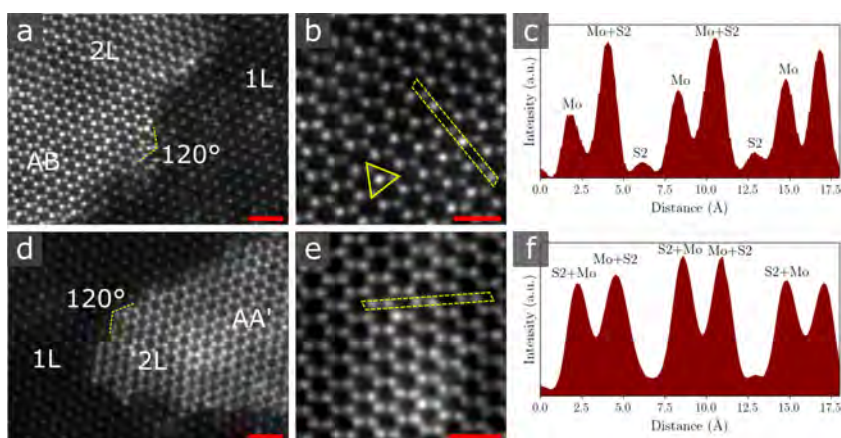 a
2L
1L
AB
120°
b
c
Mo+S2
Mo+S2
Mo
Mo
Mo
S2
S2
Intensity (a.u.)
0.0 2.5 5.0 7.5 10.0 12.5 15.0 17.5
Distance (Å)
d
120°
AA'
1L
2L
e
f
S2+Mo
Mo+S2
S2+Mo
Mo+S2
S2+Mo
Intensity (a.u.)
0.0 2.5 5.0 7.5 10.0 12.5 15.0 17.5
Distance (Å)